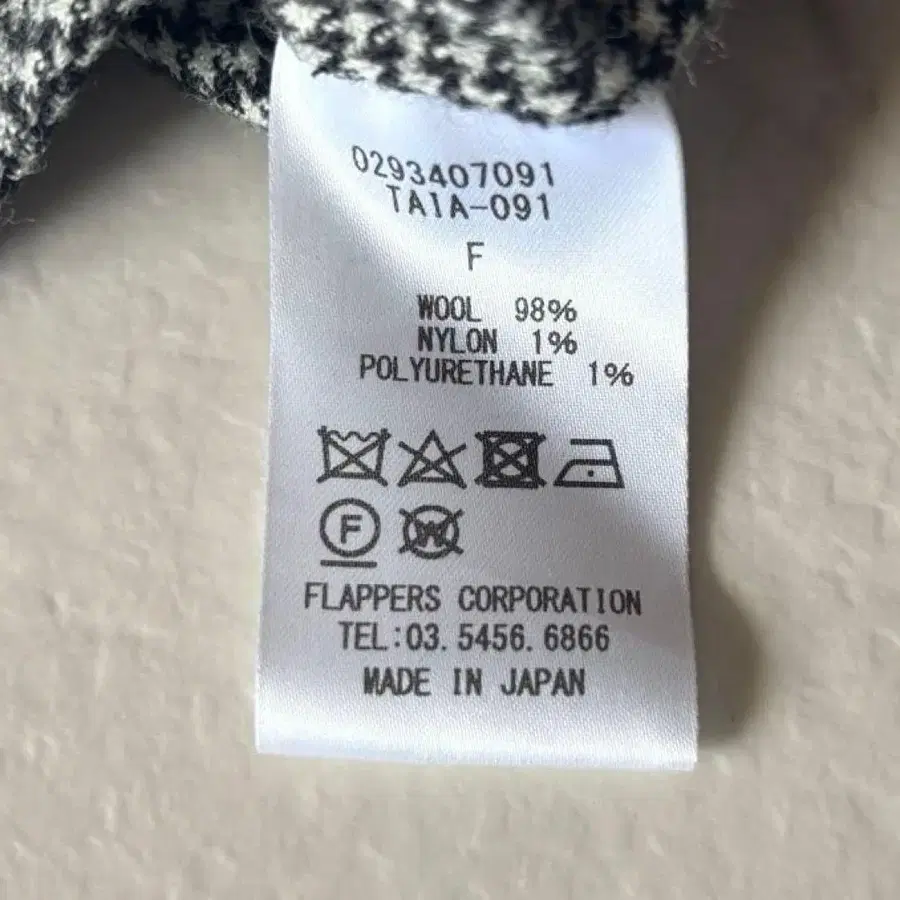 0293407091
TAIA-091
F
WOOL 98%
NYLON 1%
POLYURETHANE 1%
F W
FLAPPERS CORPORATION
TEL:03.5456.6866
MADE IN JAPAN